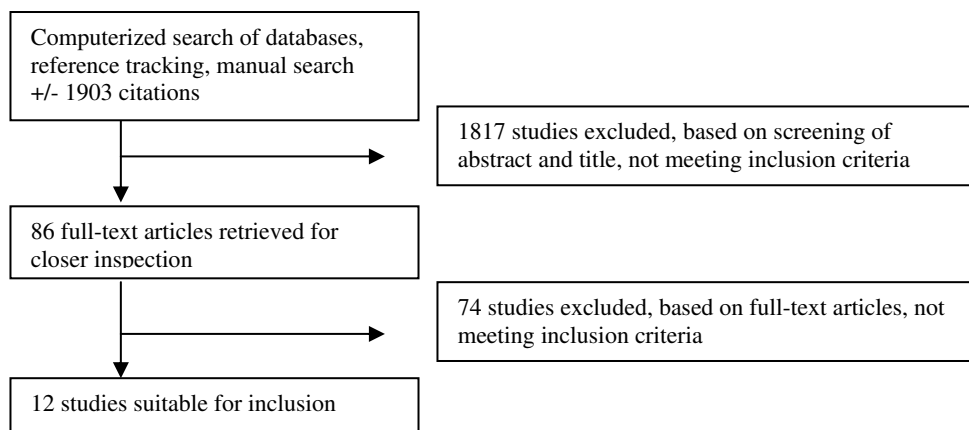 Computerized search of databases,
reference tracking, manual search
+/- 1903 citations
1817 studies excluded, based on screening of
abstract and title, not meeting inclusion criteria
86 full-text articles retrieved for
closer inspection
74 studies excluded, based on full-text articles, not
meeting inclusion criteria
12 studies suitable for inclusion